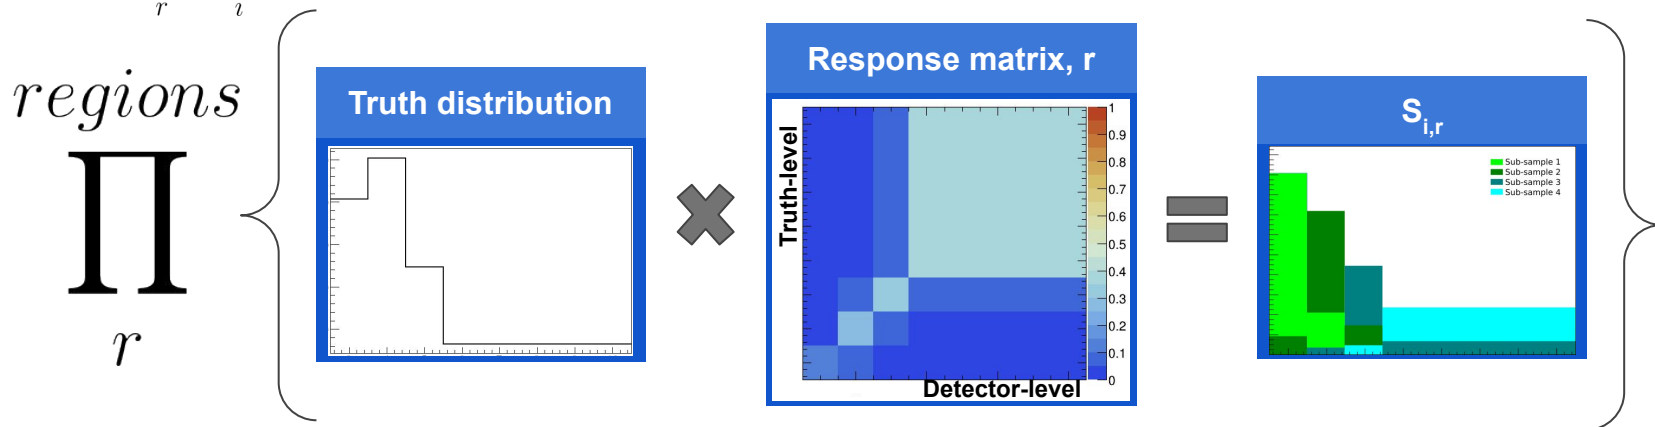 r i
regions
∏
r
Truth distribution
Response matrix, r
Truth-level
Detector-level
1
0.9
0.8
0.7
0.6
0.5
0.4
0.3
0.2
0.1
0
S_{i,r}
Sub-sample 1
Sub-sample 2
Sub-sample 3
Sub-sample 4